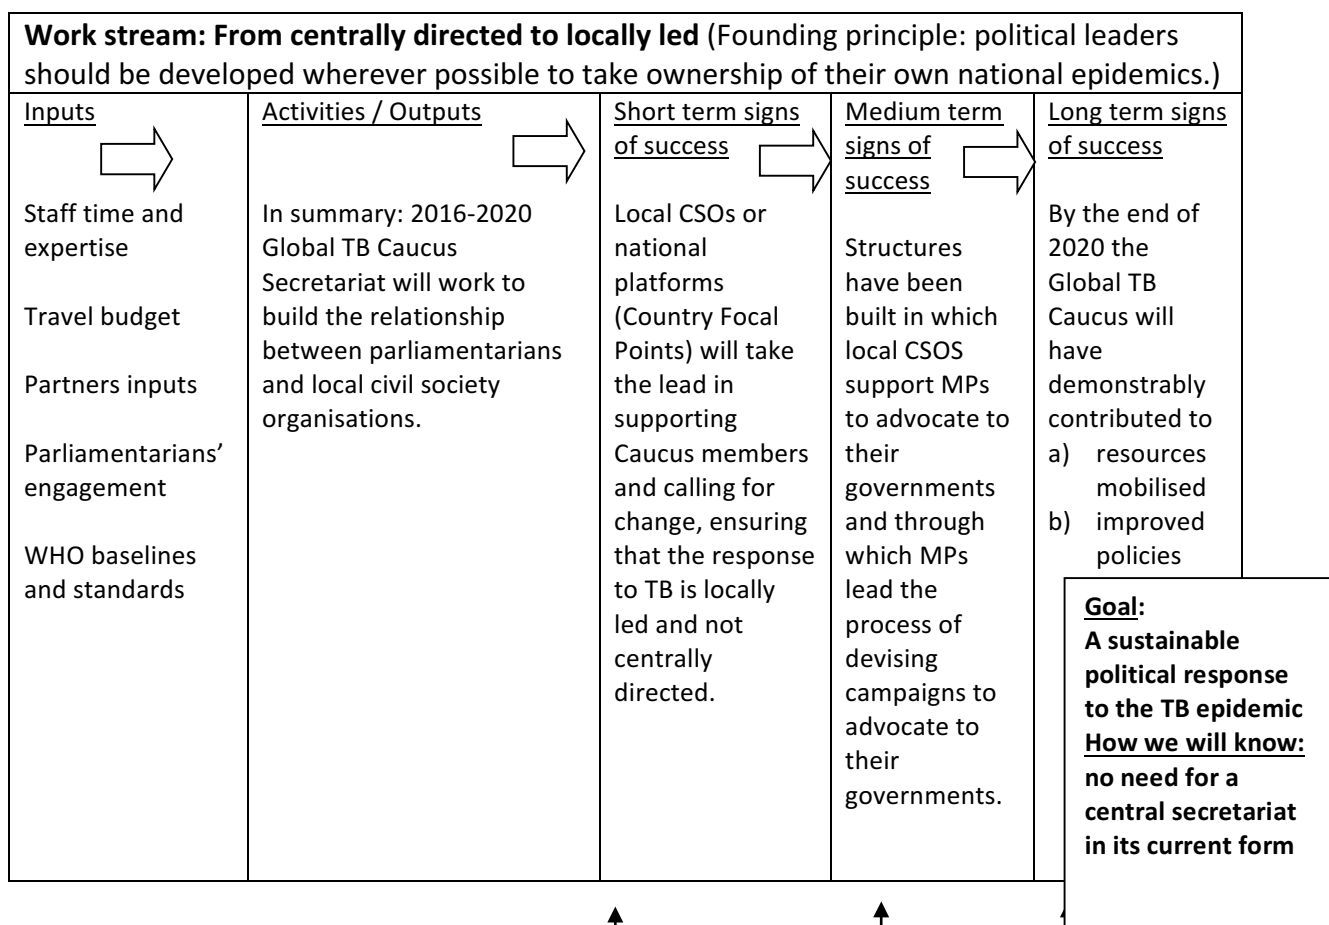 Work stream: From centrally directed to locally led (Founding principle: political leaders
should be developed wherever possible to take ownership of their own national epidemics.)
Inputs
Staff time and
expertise
Travel budget
Partners inputs
Parliamentarians’
engagement
WHO baselines
and standards
Activities / Outputs
In summary: 2016-2020
Global TB Caucus
Secretariat will work to
build the relationship
between parliamentarians
and local civil society
organisations.
Short term signs
of success
Local CSOs or
national
platforms
(Country Focal
Points) will take
the lead in
supporting
Caucus members
and calling for
change, ensuring
that the response
to TB is locally
led and not
centrally
directed.
Medium term
signs of
success
Structures
have been
built in which
local CSOS
support MPs
to advocate to
their
governments
and through
which MPs
lead the
process of
devising
campaigns to
advocate to
their
governments.
Long term signs
of success
By the end of
2020 the
Global TB
Caucus will
have
demonstrably
contributed to
a) resources
mobilised
b) improved
policies
Goal:
A sustainable
political response
to the TB epidemic
How we will know:
no need for a
central secretariat
in its current form